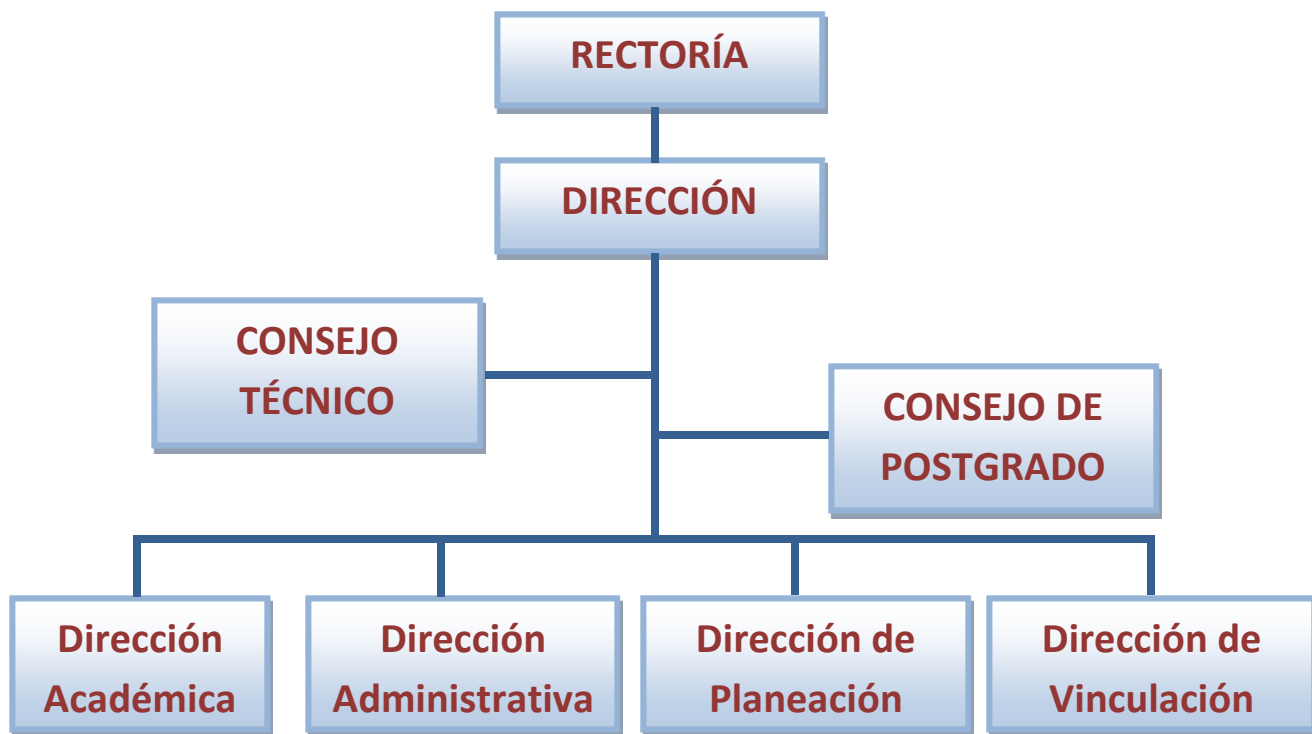 RECTORÍA
DIRECCIÓN
CONSEJO
TÉCNICO
CONSEJO DE
POSTGRADO
Dirección
Académica
Dirección
Administrativa
Dirección de
Planeación
Dirección de
Vinculación